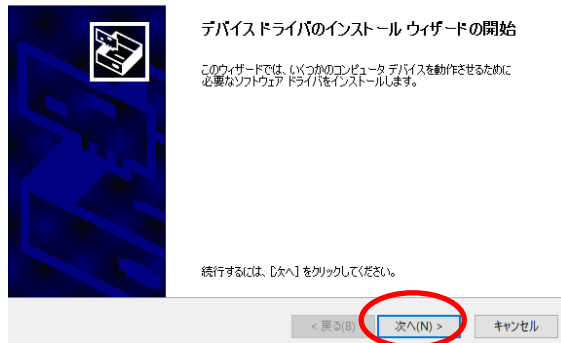 デバイス ドライバのインストール ウィザードの開始
このウィザードでは、いくつかのコンピュータ デバイスを動作させるために
必要なソフトウェア ドライバをインストールします。
続行するには、[次へ] をクリックしてください。
< 戻る(B)
次へ(N) >
キャンセル